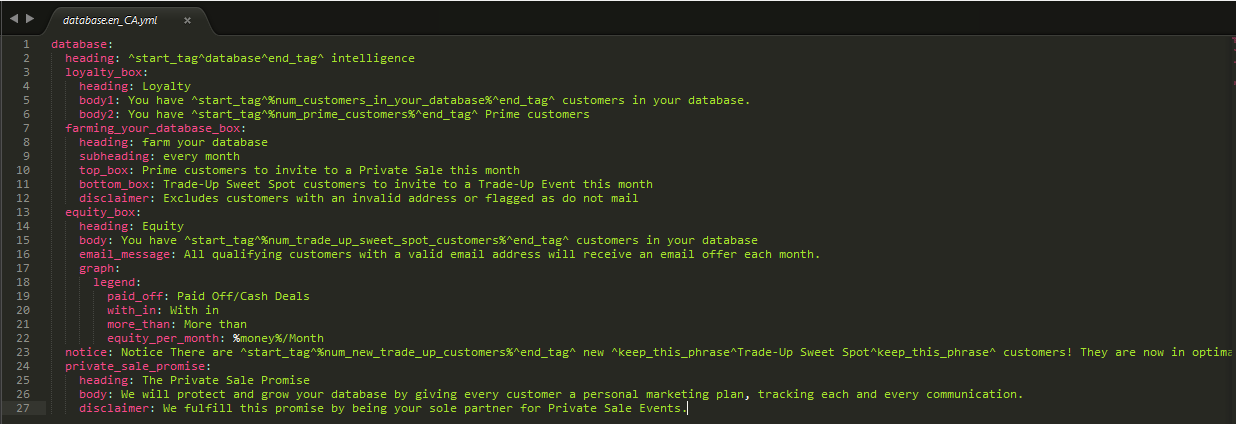 database.en_CA.yml ×
1 database:
2 heading: ^start_tag^database^end_tag^ intelligence
3 loyalty_box:
4 heading: Loyalty
5 body1: You have ^start_tag^%num_customers_in_your_database%^end_tag^ customers in your database.
6 body2: You have ^start_tag^%num_prime_customers%^end_tag^ Prime customers
7 farming_your_database_box:
8 heading: farm your database
9 subheading: every month
10 top_box: Prime customers to invite to a Private Sale this month
11 bottom_box: Trade-Up Sweet Spot customers to invite to a Trade-Up Event this month
12 disclaimer: Excludes customers with an invalid address or flagged as do not mail
13 equity_box:
14 heading: Equity
15 body: You have ^start_tag^%num_trade_up_sweet_spot_customers%^end_tag^ customers in your database
16 email_message: All qualifying customers with a valid email address will receive an email offer each month.
17 graph:
18 legend:
19 paid_off: Paid Off/Cash Deals
20 with_in: With in
21 more_than: More than
22 equity_per_month: %money%/Month
23 notice: Notice There are ^start_tag^%num_new_trade_up_customers%^end_tag^ new ^keep_this_phrase^Trade-Up Sweet Spot^keep_this_phrase^ customers! They are now in optima
24 private_sale_promise:
25 heading: The Private Sale Promise
26 body: We will protect and grow your database by giving every customer a personal marketing plan, tracking each and every communication.
27 disclaimer: We fulfill this promise by being your sole partner for Private Sale Events.